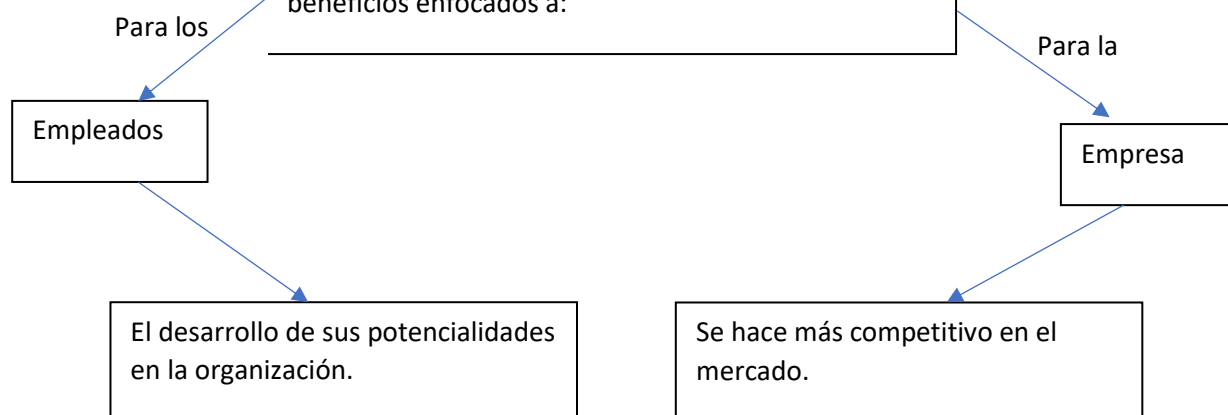 beneficios enfocados a:
Para los
Para la
Empleados
Empresa
El desarrollo de sus potencialidades
en la organización.
Se hace más competitivo en el
mercado.